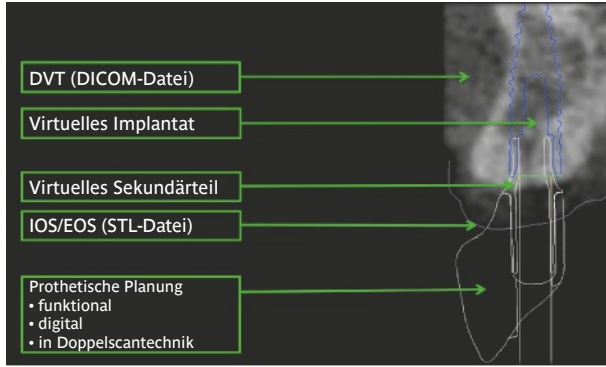 DVT (DICOM-Datei)
Virtuelles Implantat
Virtuelles Sekundärteil
IOS/EOS (STL-Datei)
Prothetische Planung
• funktional
• digital
• in Doppelscantechnik